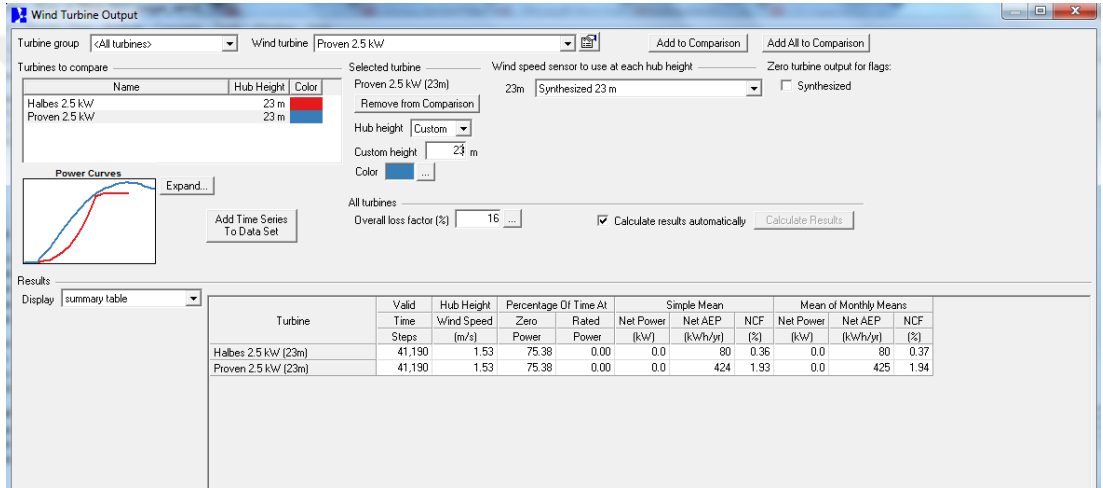 Wind Turbine Output
Turbine group <All turbines> Wind turbine Proven 2.5 kW Add to Comparison Add All to Comparison
Turbines to compare
Name Hub Height Color
Halbes 2.5 kW 23 m
Proven 2.5 kW 23 m
Power Curves
Expand...
Add Time Series
To Data Set
Selected turbine
Proven 2.5 kW (23m)
Remove from Comparison
Hub height Custom
Custom height 23 m
Color ...
Wind speed sensor to use at each hub height
23m Synthesized 23 m
Zero turbine output for flags:
Synthesized
All turbines
Overall loss factor (%) 16 ... Calculate results automatically Calculate Results
Results
Display summary table
Valid Hub Height Percentage Of Time At Simple Mean Mean of Monthly Means
Turbine Time Wind Speed Zero Rated Net Power Net AEP NCF Net Power Net AEP NCF
Steps (m/s) Power Power (kW) (kWh/yr) (%) (kW) (kWh/yr) (%)
Halbes 2.5 kW (23m) 41,190 1.53 75.38 0.00 0.0 80 0.36 0.0 80 0.37
Proven 2.5 kW (23m) 41,190 1.53 75.38 0.00 0.0 424 1.93 0.0 425 1.94